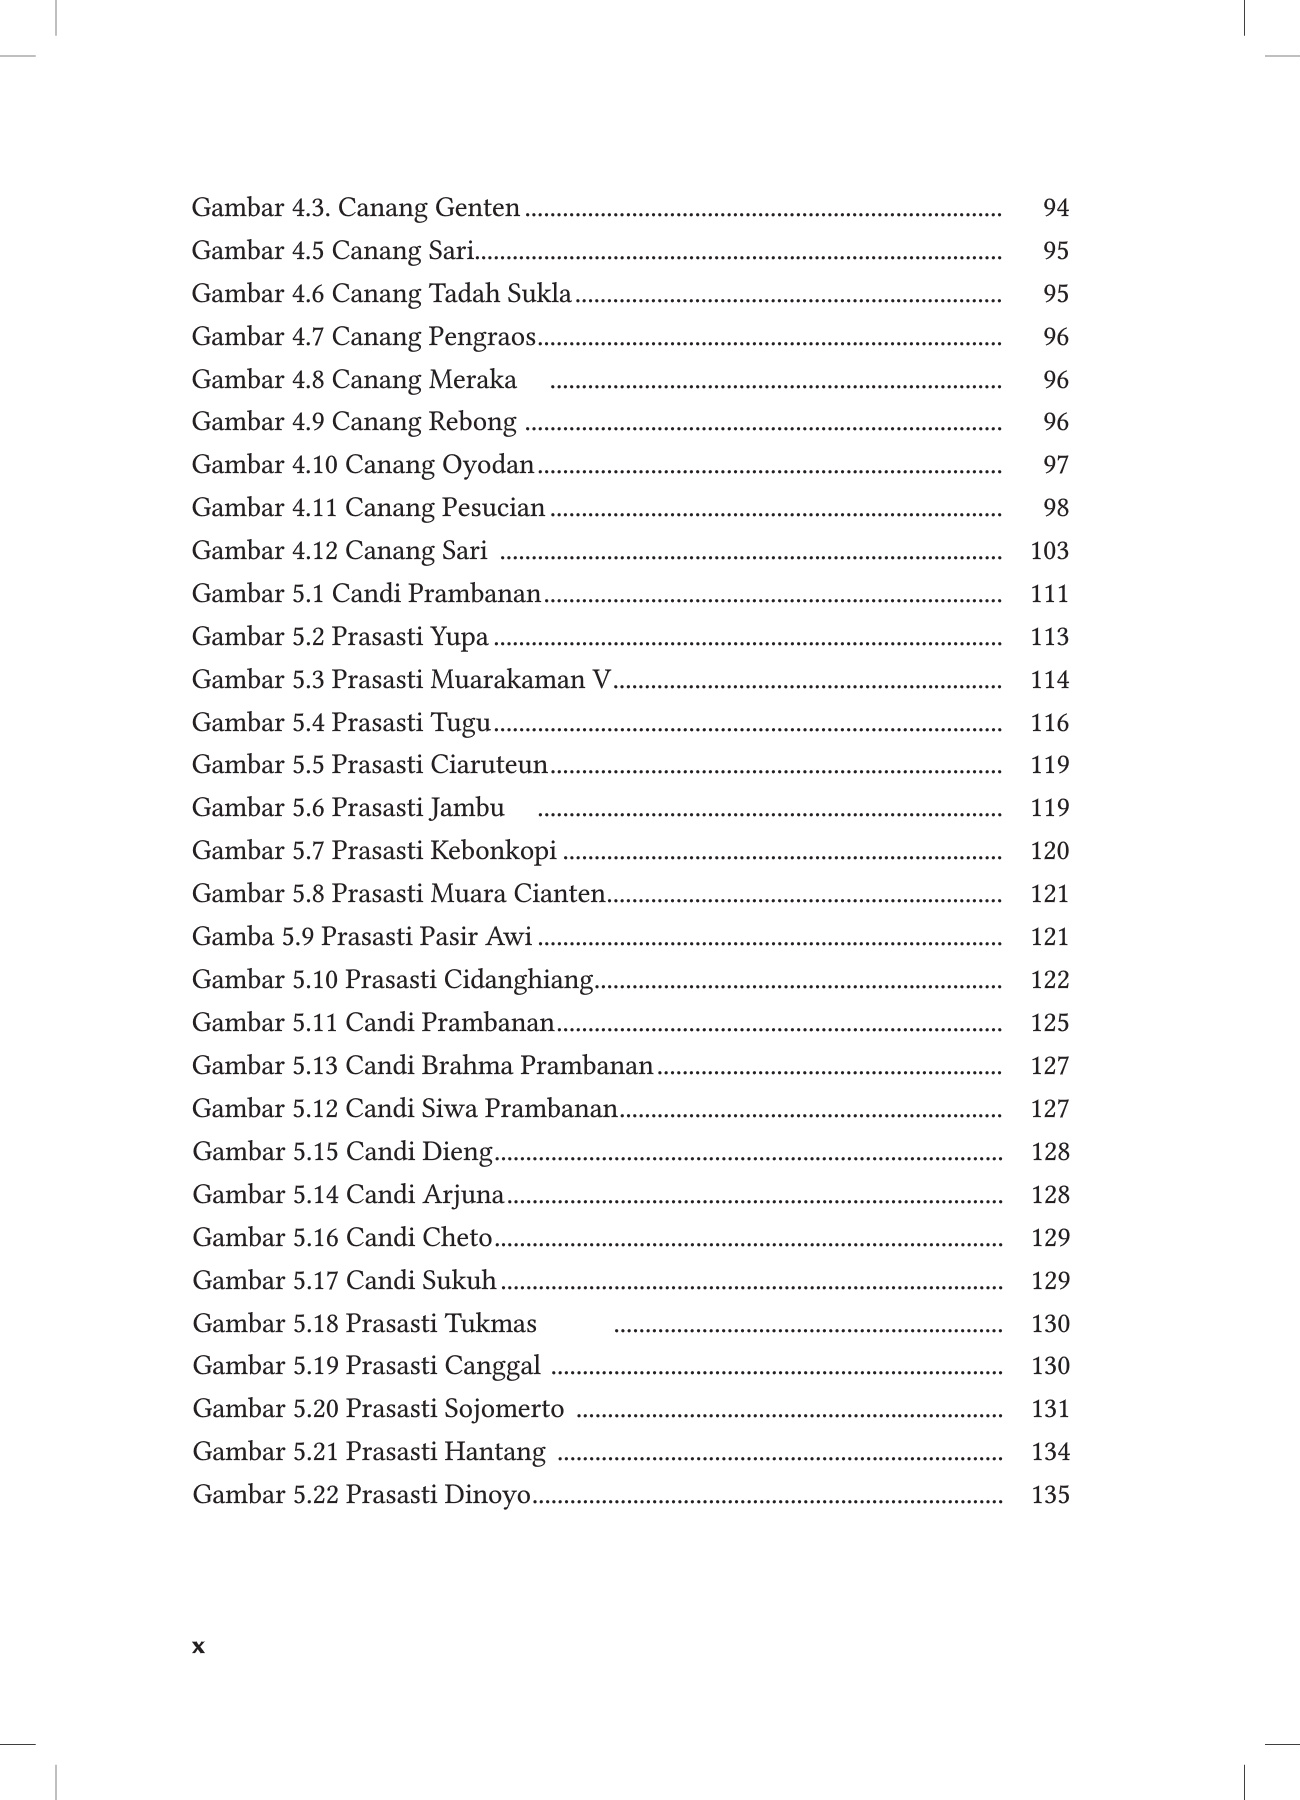 Gambar 4.3. Canang Genten ............................................................................ 94
Gambar 4.5 Canang Sari.................................................................................... 95
Gambar 4.6 Canang Tadah Sukla .................................................................... 95
Gambar 4.7 Canang Pengraos.......................................................................... 96
Gambar 4.8 Canang Meraka ........................................................................ 96
Gambar 4.9 Canang Rebong ............................................................................ 96
Gambar 4.10 Canang Oyodan .......................................................................... 97
Gambar 4.11 Canang Pesucian ........................................................................ 98
Gambar 4.12 Canang Sari ................................................................................ 103
Gambar 5.1 Candi Prambanan ......................................................................... 111
Gambar 5.2 Prasasti Yupa ................................................................................. 113
Gambar 5.3 Prasasti Muarakaman V .............................................................. 114
Gambar 5.4 Prasasti Tugu ................................................................................. 116
Gambar 5.5 Prasasti Ciaruteun ........................................................................ 119
Gambar 5.6 Prasasti Jambu .......................................................................... 119
Gambar 5.7 Prasasti Kebonkopi ...................................................................... 120
Gambar 5.8 Prasasti Muara Cianten............................................................... 121
Gamba 5.9 Prasasti Pasir Awi .......................................................................... 121
Gambar 5.10 Prasasti Cidanghiang................................................................. 122
Gambar 5.11 Candi Prambanan ....................................................................... 125
Gambar 5.13 Candi Brahma Prambanan ....................................................... 127
Gambar 5.12 Candi Siwa Prambanan............................................................. 127
Gambar 5.15 Candi Dieng................................................................................. 128
Gambar 5.14 Candi Arjuna ............................................................................... 128
Gambar 5.16 Candi Cheto ................................................................................. 129
Gambar 5.17 Candi Sukuh ................................................................................ 129
Gambar 5.18 Prasasti Tukmas .............................................................. 130
Gambar 5.19 Prasasti Canggal ........................................................................ 130
Gambar 5.20 Prasasti Sojomerto .................................................................... 131
Gambar 5.21 Prasasti Hantang ....................................................................... 134
Gambar 5.22 Prasasti Dinoyo........................................................................... 135
x